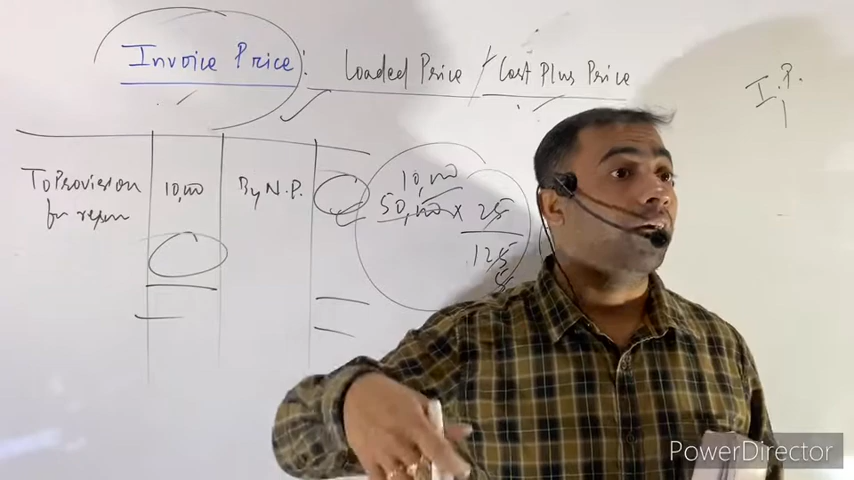 Invoice Price: Loaded Price / Cost Plus Price
I.P.
To Provision 10,000 By N.P.
for repair
10,000
50,000 x 25
125
5
PowerDirector